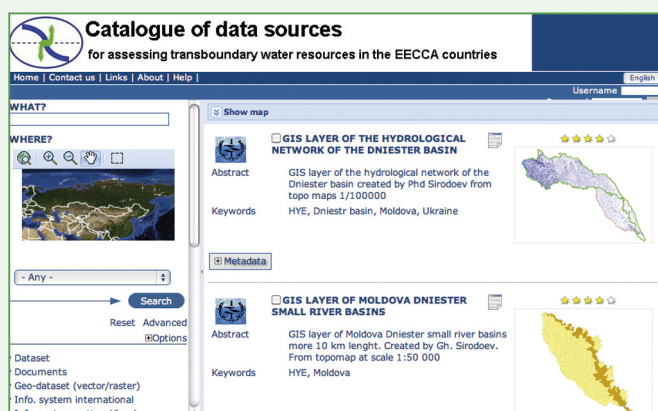 Catalogue of data sources
for assessing transboundary water resources in the EECCA countries
Home | Contact us | Links | About | Help |
English
Username
WHAT?
WHERE?
- Any -
Search
Reset Advanced
Options
Dataset
Documents
Geo-dataset (vector/raster)
Info. system international
Show map
GIS LAYER OF THE HYDROLOGICAL
NETWORK OF THE DNIESTER BASIN
Abstract
GIS layer of the hydrological network of the
Dniester basin created by Phd Sirodoev from
topo maps 1/100000
Keywords
HYE, Dniestr basin, Moldova, Ukraine
Metadata
GIS LAYER OF MOLDOVA DNIESTER
SMALL RIVER BASINS
Abstract
GIS layer of Moldova Dniester small river basins
more 10 km lenght. Created by Gh. Sirodoev.
From topomap at scale 1:50 000
Keywords
HYE, Moldova